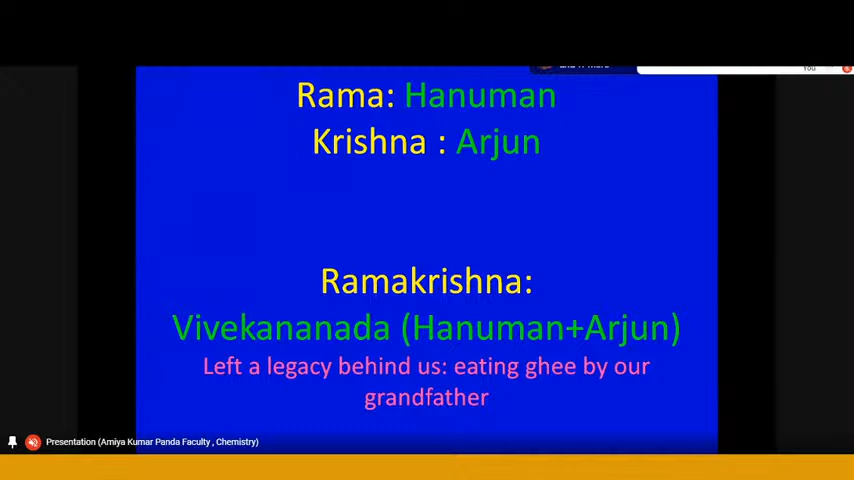 You
Rama: Hanuman
Krishna : Arjun
Ramakrishna:
Vivekananada (Hanuman+Arjun)
Left a legacy behind us: eating ghee by our
grandfather
Presentation (Amiya Kumar Panda Faculty , Chemistry)